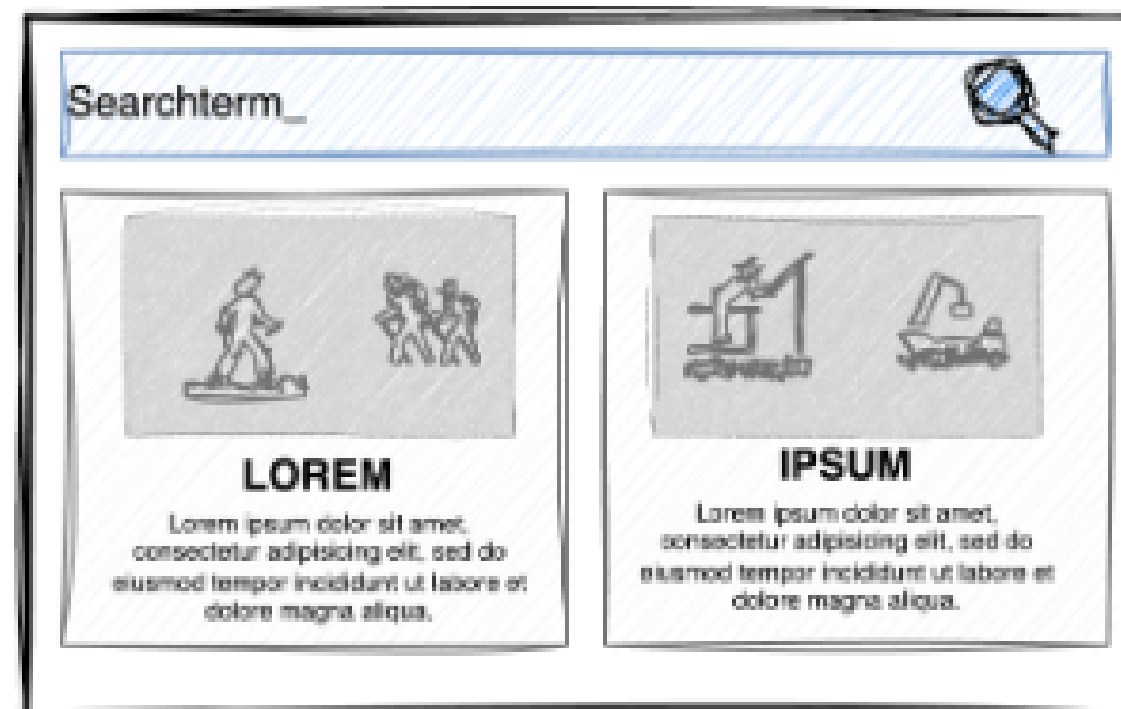 Searchterm_
LOREM
Lorem ipsum dolor sit amet,
consectetur adipisicing elit, sed do
eiusmod tempor incididunt ut labore et
dolore magna aliqua.
IPSUM
Lorem ipsum dolor sit amet,
consectetur adipisicing elit, sed do
eiusmod tempor incididunt ut labore et
dolore magna aliqua.